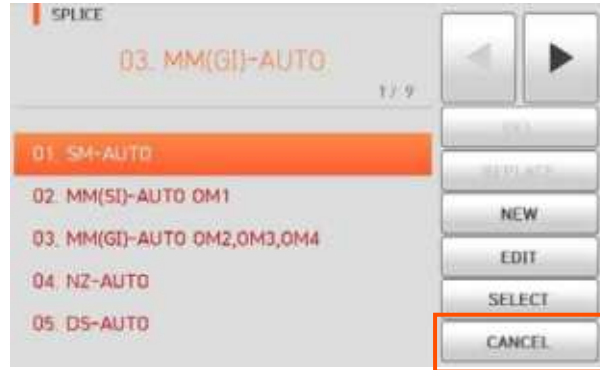 SPLICE
03. MM(GI)-AUTO
1/ 9
01. SM-AUTO
02. MM(SI)-AUTO OM1
03. MM(GI)-AUTO OM2,OM3,OM4
04. NZ-AUTO
05. DS-AUTO
REPLACE
NEW
EDIT
SELECT
CANCEL